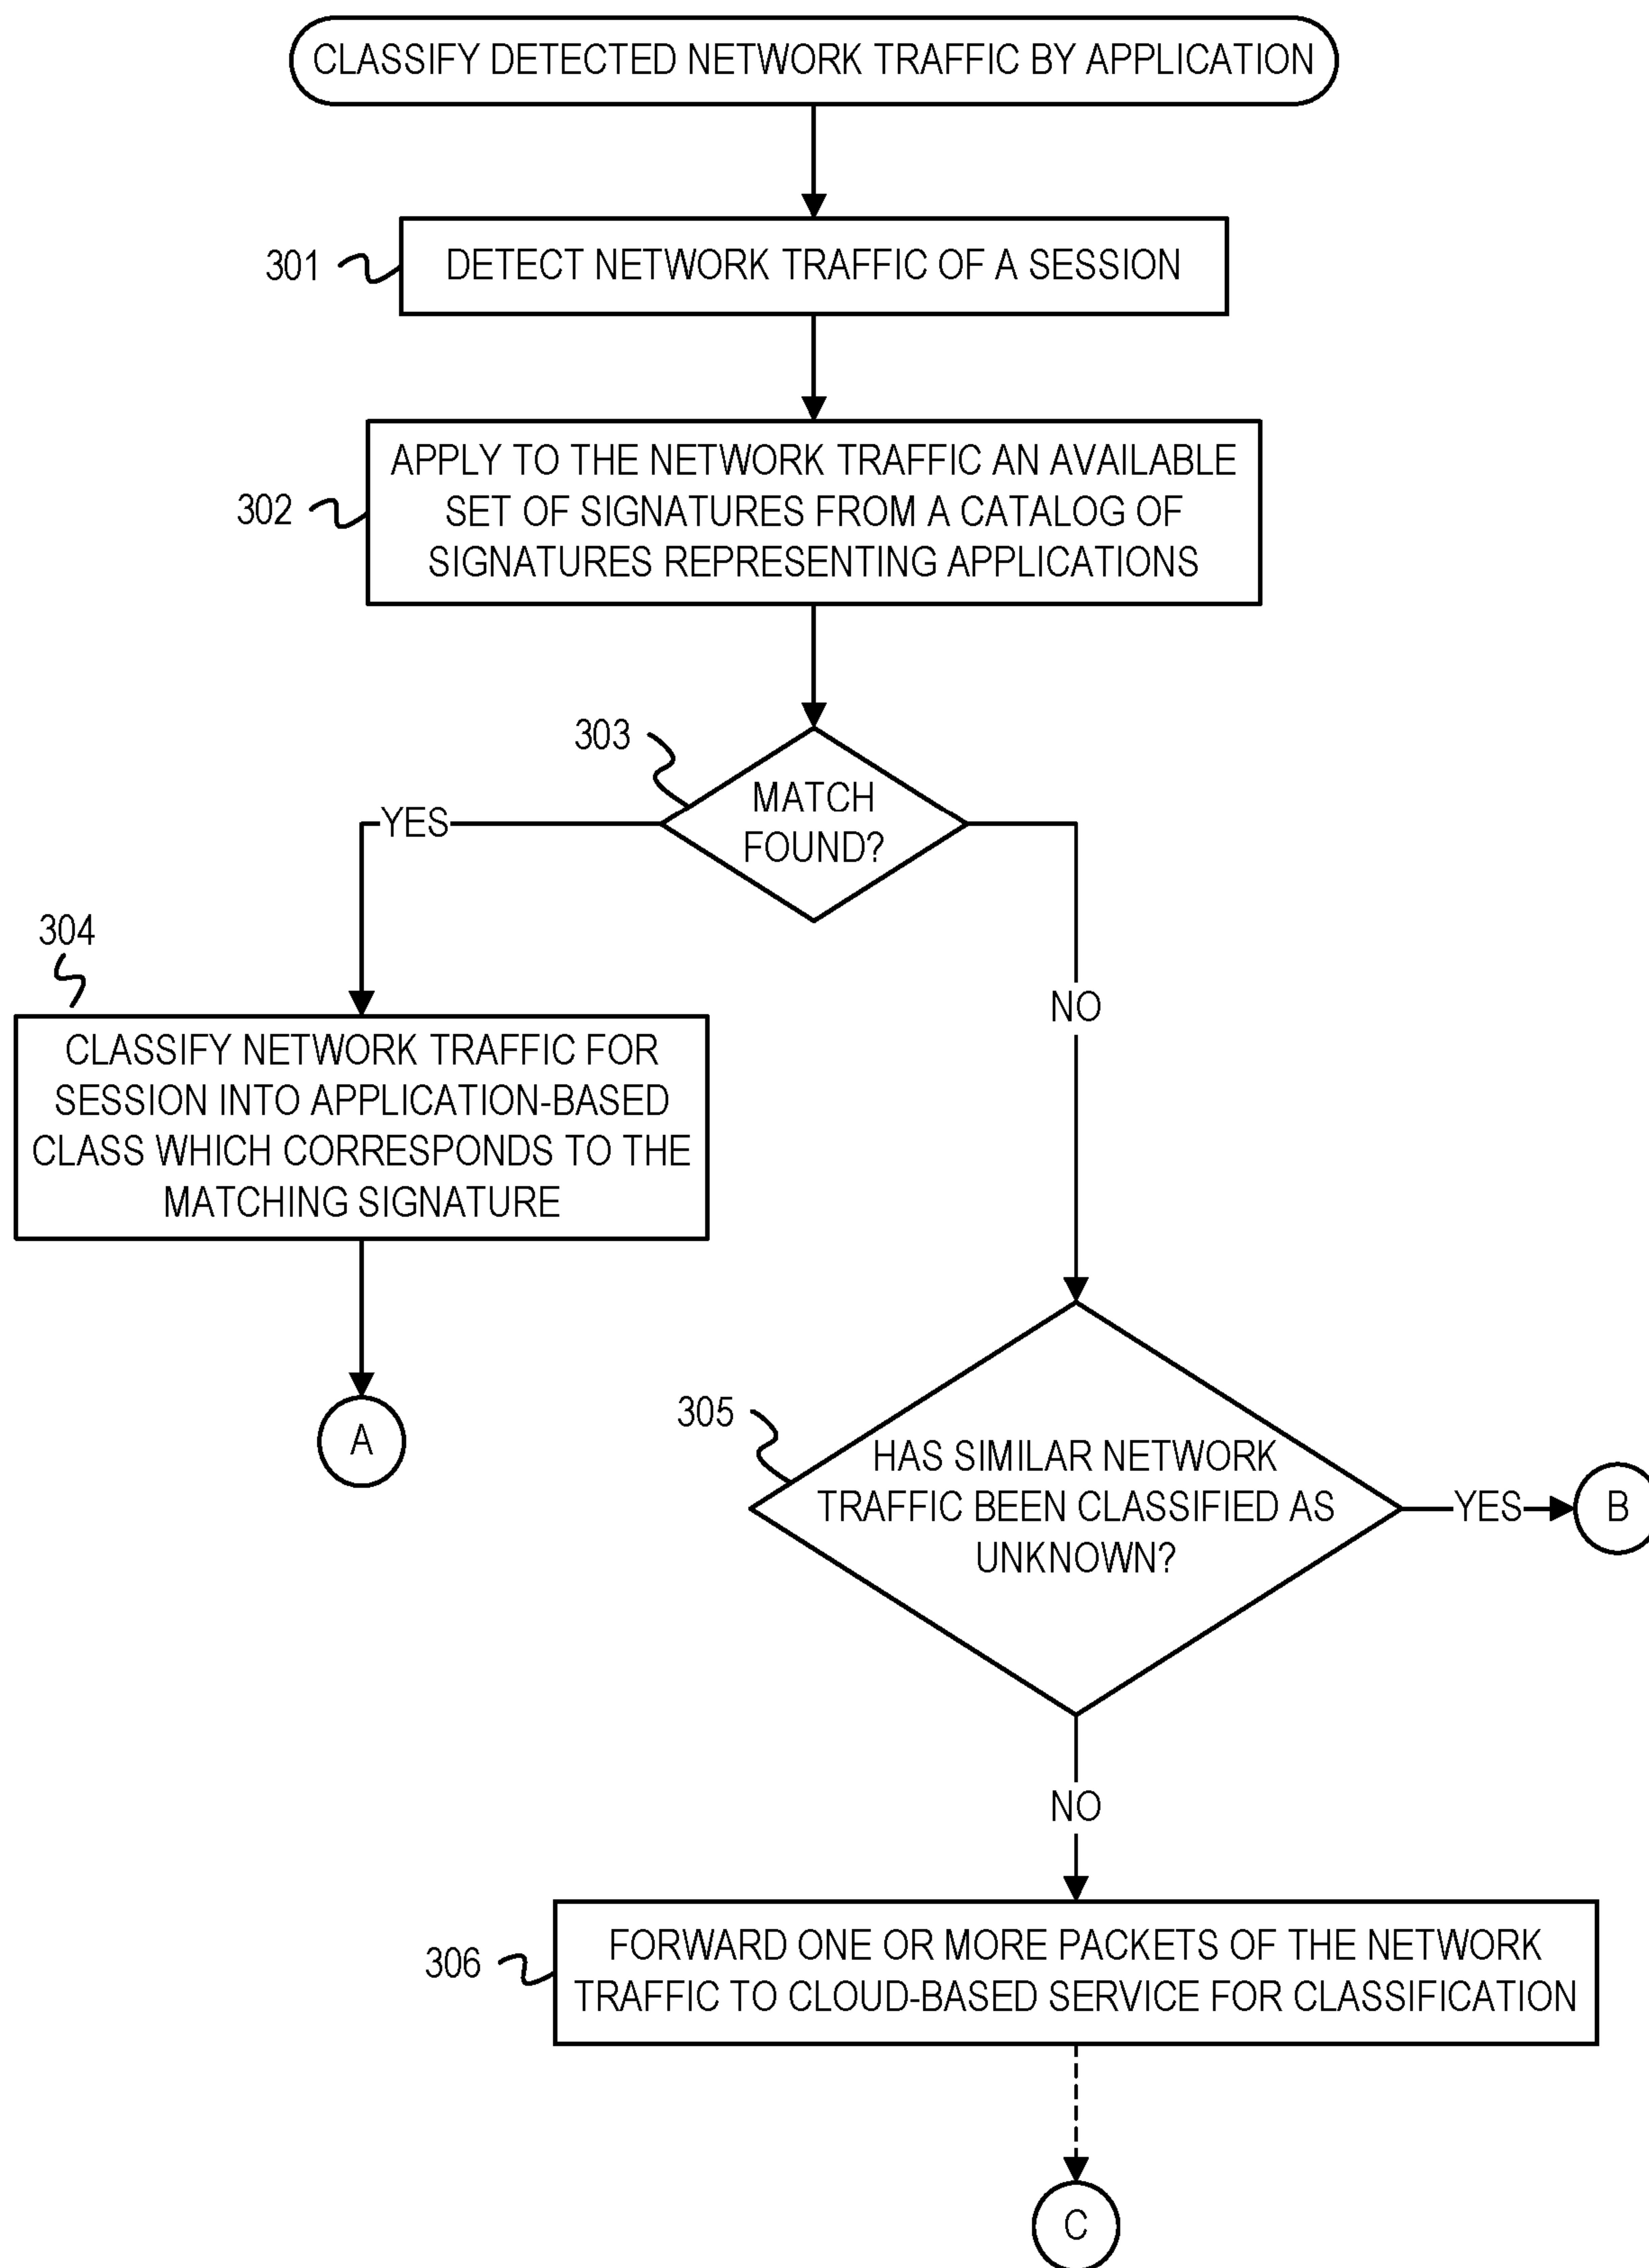 CLASSIFY DETECTED NETWORK TRAFFIC BY APPLICATION
301
DETECT NETWORK TRAFFIC OF A SESSION
302
APPLY TO THE NETWORK TRAFFIC AN AVAILABLE
SET OF SIGNATURES FROM A CATALOG OF
SIGNATURES REPRESENTING APPLICATIONS
303
MATCH
FOUND?
YES
NO
304
CLASSIFY NETWORK TRAFFIC FOR
SESSION INTO APPLICATION-BASED
CLASS WHICH CORRESPONDS TO THE
MATCHING SIGNATURE
A
305
HAS SIMILAR NETWORK
TRAFFIC BEEN CLASSIFIED AS
UNKNOWN?
YES
B
NO
306
FORWARD ONE OR MORE PACKETS OF THE NETWORK
TRAFFIC TO CLOUD-BASED SERVICE FOR CLASSIFICATION
C